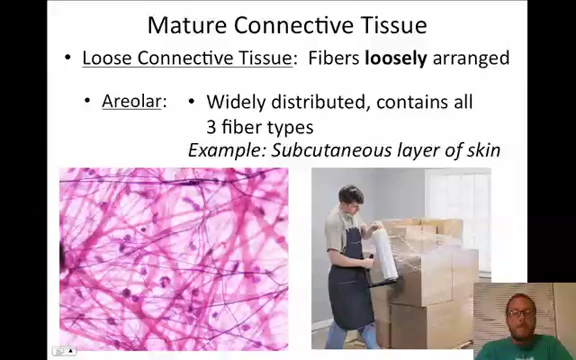 Mature Connective Tissue
• Loose Connective Tissue: Fibers loosely arranged
• Areolar: • Widely distributed, contains all
3 fiber types
Example: Subcutaneous layer of skin